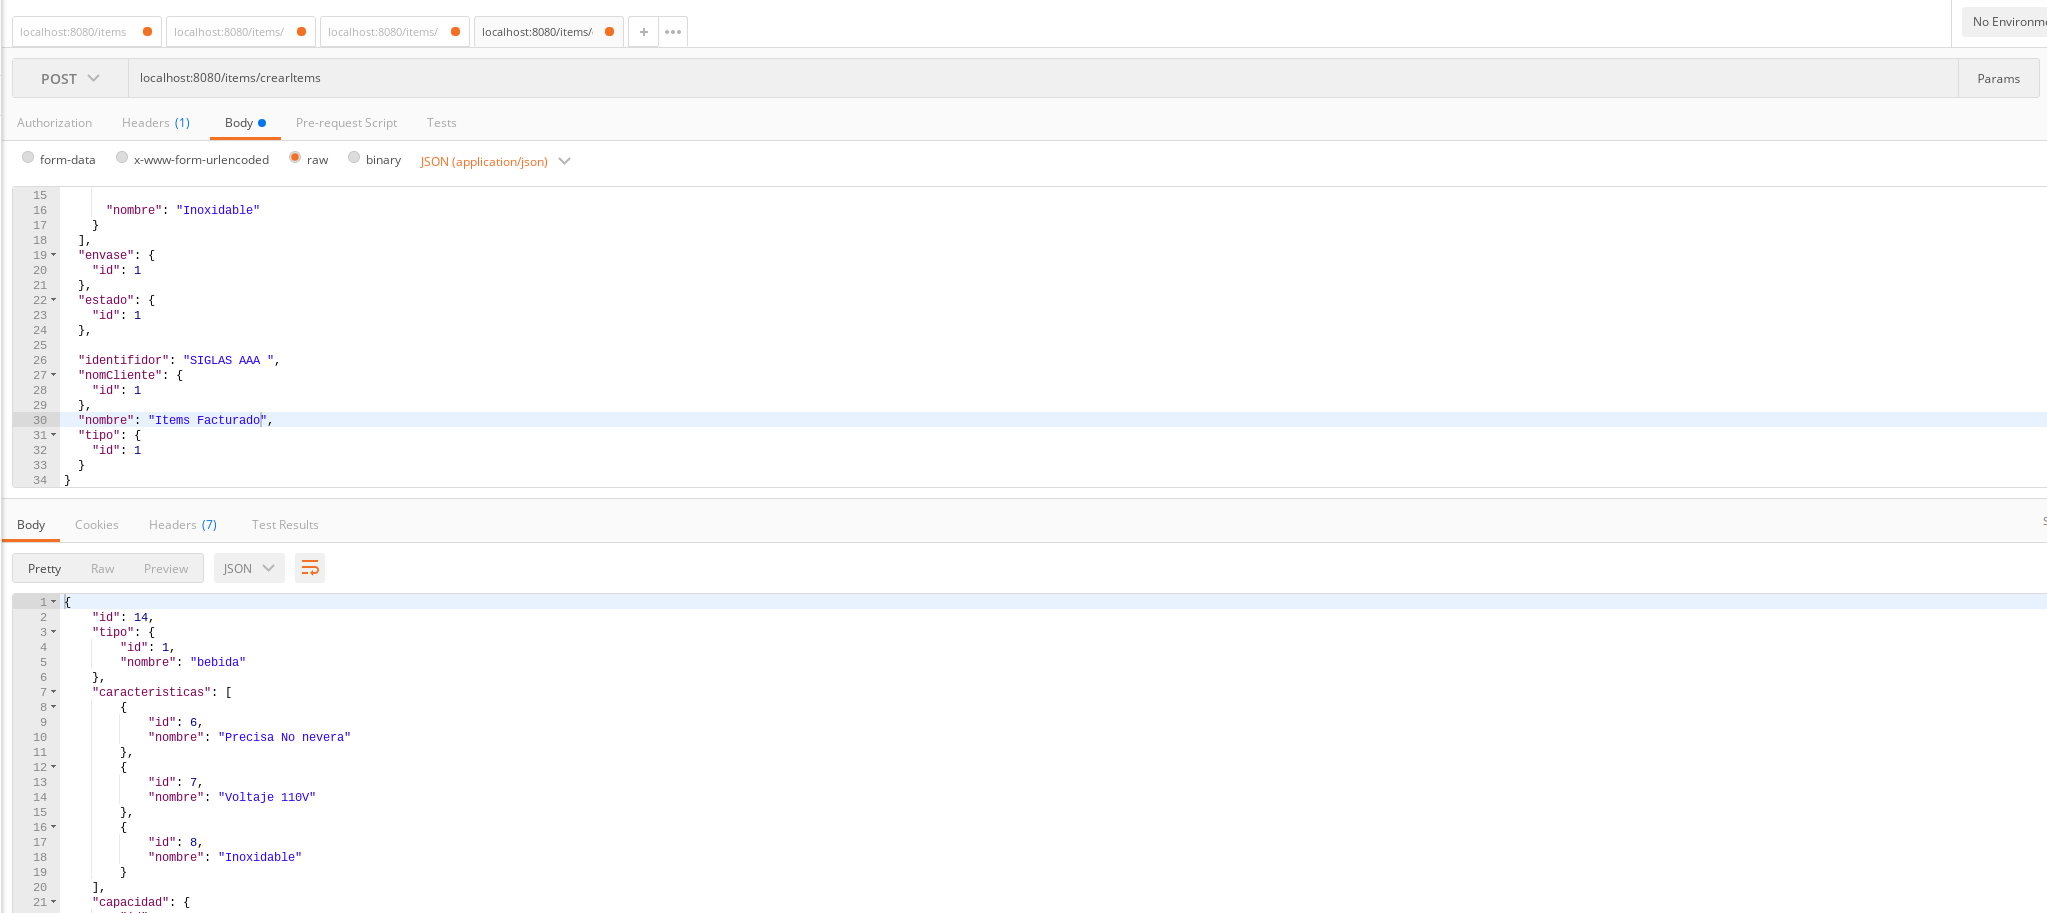 localhost:8080/items localhost:8080/items/ localhost:8080/items/ localhost:8080/items/ + ••• No Environme
POST localhost:8080/items/crearItems Params
Authorization Headers (1) Body Pre-request Script Tests
form-data x-www-form-urlencoded raw binary JSON (application/json)
15
16 "nombre": "Inoxidable"
17 }
18 ],
19 "envase": {
20 "id": 1
21 },
22 "estado": {
23 "id": 1
24 },
25
26 "identifidor": "SIGLAS AAA ",
27 "nomCliente": {
28 "id": 1
29 },
30 "nombre": "Items Facturado",
31 "tipo": {
32 "id": 1
33 }
34 }
Body Cookies Headers (7) Test Results
Pretty Raw Preview JSON
1 {
2 "id": 14,
3 "tipo": {
4 "id": 1,
5 "nombre": "bebida"
6 },
7 "caracteristicas": [
8 {
9 "id": 6,
10 "nombre": "Precisa No nevera"
11 },
12 {
13 "id": 7,
14 "nombre": "Voltaje 110V"
15 },
16 {
17 "id": 8,
18 "nombre": "Inoxidable"
19 }
20 ],
21 "capacidad": {